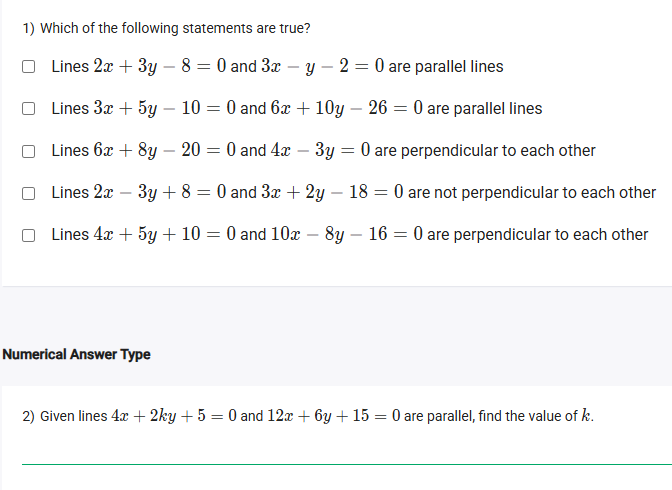 1) Which of the following statements are true?
Lines 2x + 3y − 8 = 0 and 3x − y − 2 = 0 are parallel lines
Lines 3x + 5y − 10 = 0 and 6x + 10y − 26 = 0 are parallel lines
Lines 6x + 8y − 20 = 0 and 4x − 3y = 0 are perpendicular to each other
Lines 2x − 3y + 8 = 0 and 3x + 2y − 18 = 0 are not perpendicular to each other
Lines 4x + 5y + 10 = 0 and 10x − 8y − 16 = 0 are perpendicular to each other
Numerical Answer Type
2) Given lines 4x + 2ky + 5 = 0 and 12x + 6y + 15 = 0 are parallel, find the value of k.